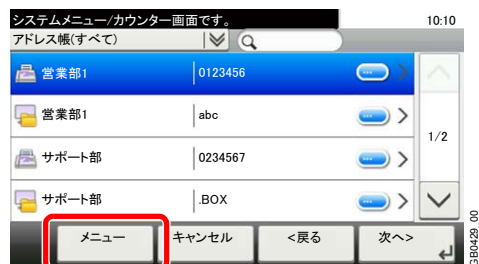 システムメニュー/カウンター画面です。 10:10
アドレス帳(すべて)
営業部1 0123456
営業部1 abc
1/2
サポート部 0234567
サポート部 .BOX
メニュー キャンセル <戻る 次へ>
GB0429_00